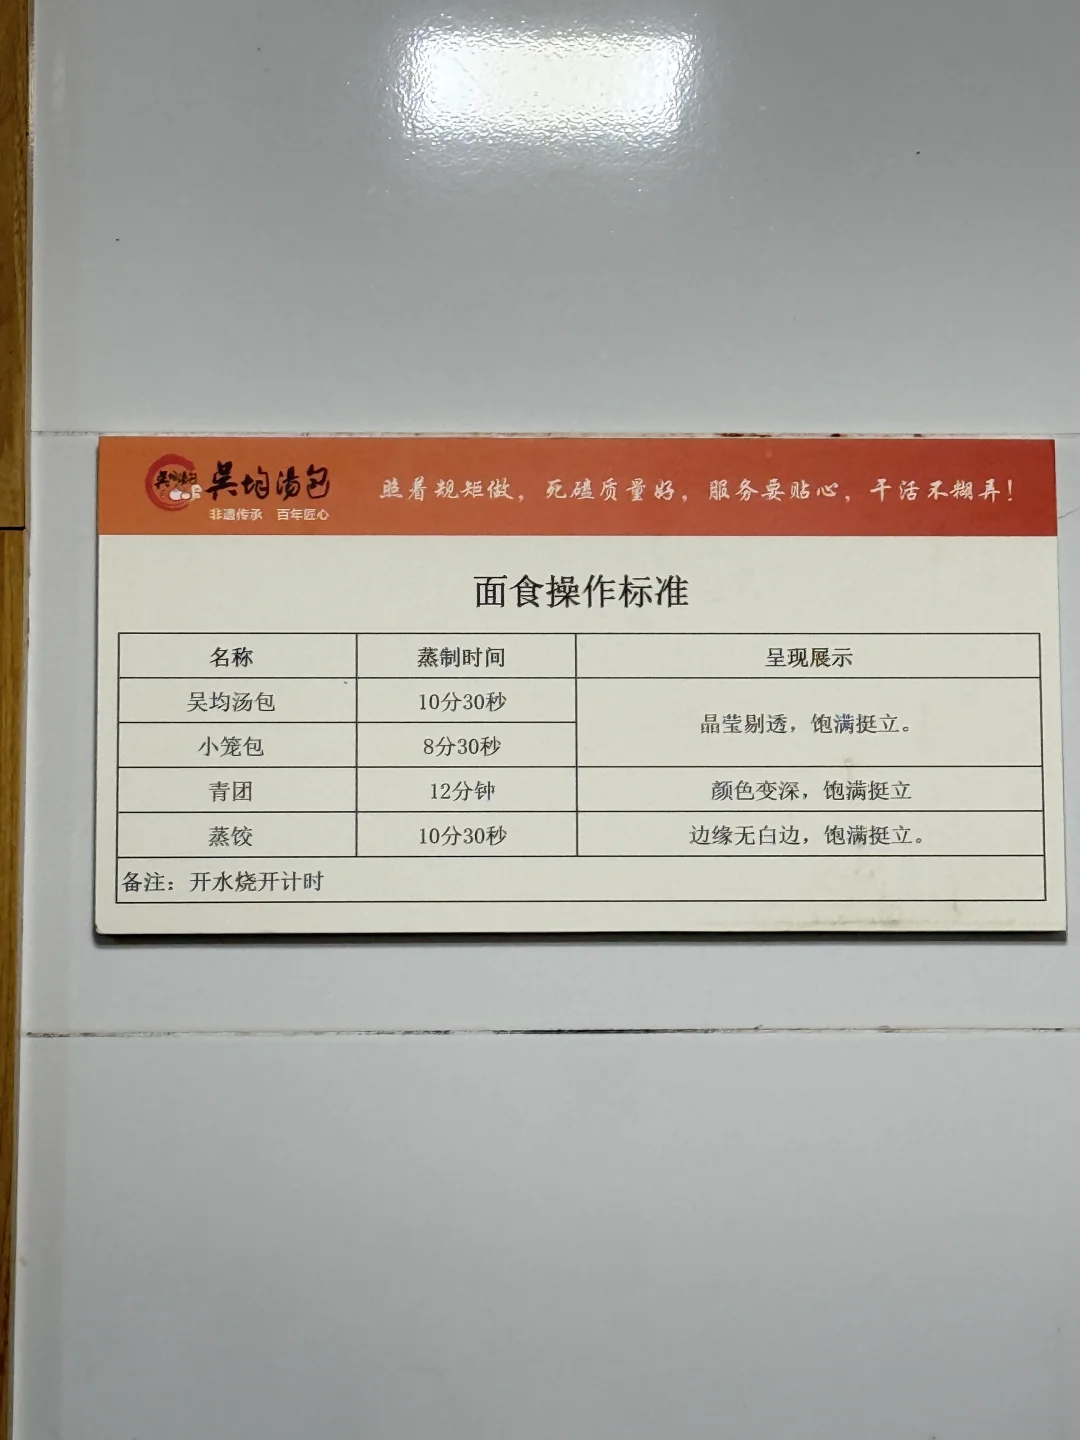 吴均汤包
非遗传承 百年匠心
照着规矩做，死磕质量好，服务要贴心，干活不糊弄！
面食操作标准
名称 蒸制时间 呈现展示
吴均汤包 10分30秒 晶莹剔透，饱满挺立。
小笼包 8分30秒
青团 12分钟 颜色变深，饱满挺立
蒸饺 10分30秒 边缘无白边，饱满挺立。
备注：开水烧开计时